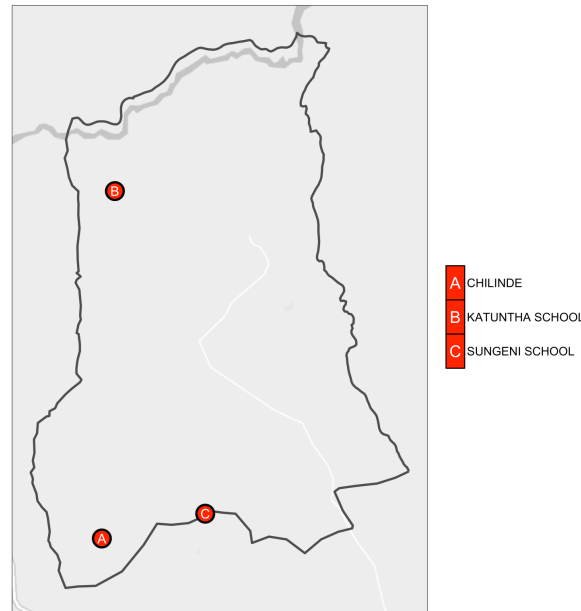 B
C
A
A CHILINDE
B KATUNTHA SCHOOL
C SUNGENI SCHOOL